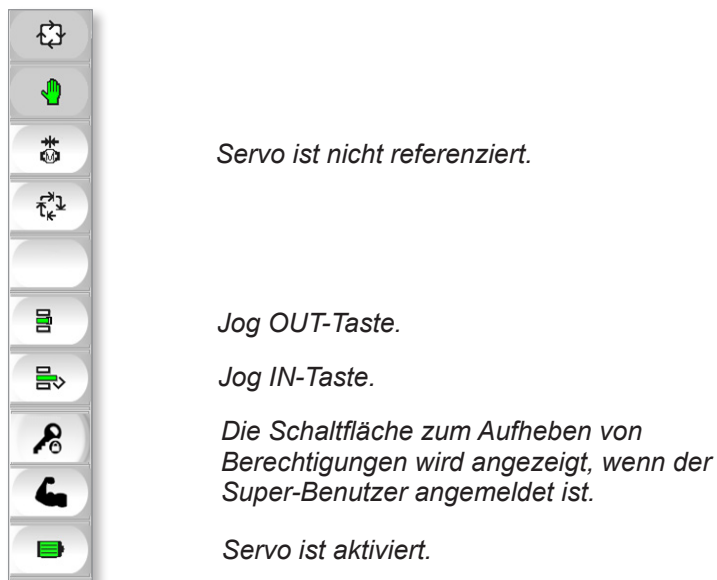 Servo ist nicht referenziert.
Jog OUT-Taste.
Jog IN-Taste.
Die Schaltfläche zum Aufheben von
Berechtigungen wird angezeigt, wenn der
Super-Benutzer angemeldet ist.
Servo ist aktiviert.